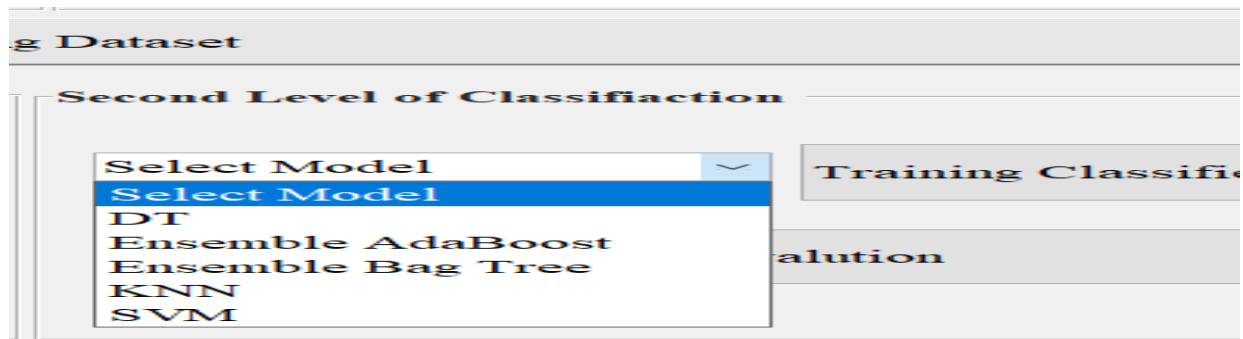 g Dataset
Second Level of Classifiaction
Select Model
Training Classifie
Select Model
DT
Ensemble AdaBoost
Ensemble Bag Tree
alution
KNN
SVM